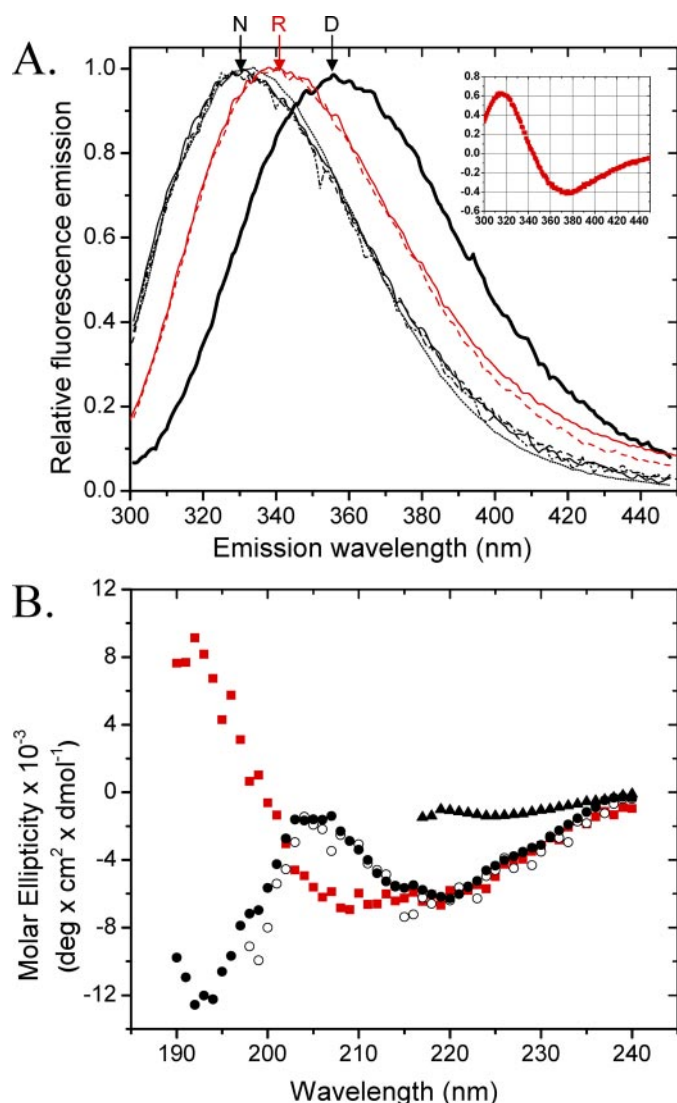 A.
N R D
Relative fluorescence emission
1.0
0.8
0.6
0.4
0.2
0.0
300 320 340 360 380 400 420 440
Emission wavelength (nm)
0.8
0.6
0.4
0.2
0.0
-0.2
-0.4
-0.6
300 320 340 360 380 400 420 440
B.
Molar Ellipticity x 10⁻³
(deg x cm² x dmol⁻¹)
12
8
4
0
-4
-8
-12
190 200 210 220 230 240
Wavelength (nm)